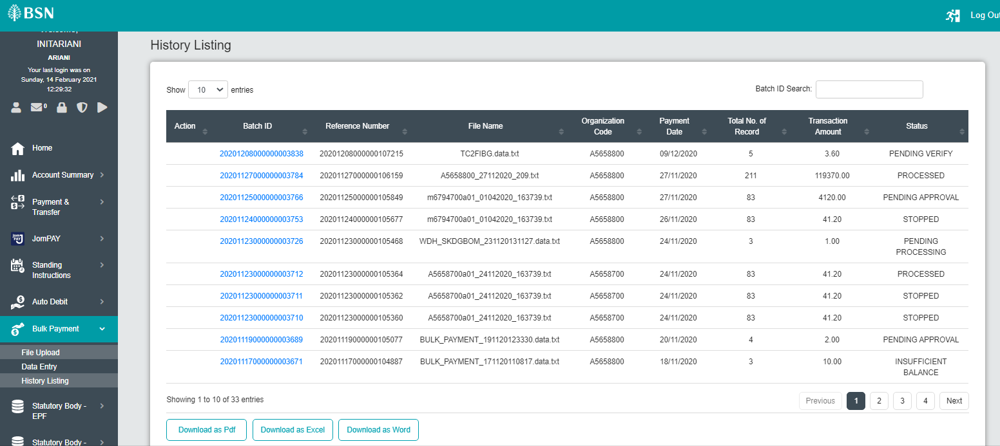 BSN
Log Out
Welcome,
INITARIANI
ARIANI
Your last login was on
Sunday, 14 February 2021
12:29:32
0
Home
Account Summary
Payment &
Transfer
JomPAY
Standing
Instructions
Auto Debit
Bulk Payment
File Upload
Data Entry
History Listing
Statutory Body -
EPF
Statutory Body -
History Listing
Show 10 entries
Batch ID Search:
Action Batch ID Reference Number File Name Organization Code Payment Date Total No. of Record Transaction Amount Status
20201208000000003838 20201208000000107215 TC2FIBG.data.txt A5658800 09/12/2020 5 3.60 PENDING VERIFY
20201127000000003784 20201127000000106159 A5658800_27112020_209.txt A5658800 27/11/2020 211 119370.00 PROCESSED
20201125000000003766 20201125000000105849 m6794700a01_01042020_163739.txt A5658800 27/11/2020 83 4120.00 PENDING APPROVAL
20201124000000003753 20201124000000105677 m6794700a01_01042020_163739.txt A5658800 26/11/2020 83 41.20 STOPPED
20201123000000003726 20201123000000105468 WDH_SKDGBOM_231120131127.data.txt A5658800 24/11/2020 3 1.00 PENDING PROCESSING
20201123000000003712 20201123000000105364 A5658700a01_24112020_163739.txt A5658700 24/11/2020 83 41.20 PROCESSED
20201123000000003711 20201123000000105362 A5658700a01_24112020_163739.txt A5658700 24/11/2020 83 41.20 STOPPED
20201123000000003710 20201123000000105360 A5658700a01_24112020_163739.txt A5658700 24/11/2020 83 41.20 STOPPED
20201119000000003689 20201119000000105077 BULK_PAYMENT_191120123330.data.txt A5658800 20/11/2020 4 2.00 PENDING APPROVAL
20201117000000003671 20201117000000104887 BULK_PAYMENT_171120110817.data.txt A5658800 18/11/2020 3 10.00 INSUFFICIENT BALANCE
Showing 1 to 10 of 33 entries
Previous 1 2 3 4 Next
Download as Pdf Download as Excel Download as Word